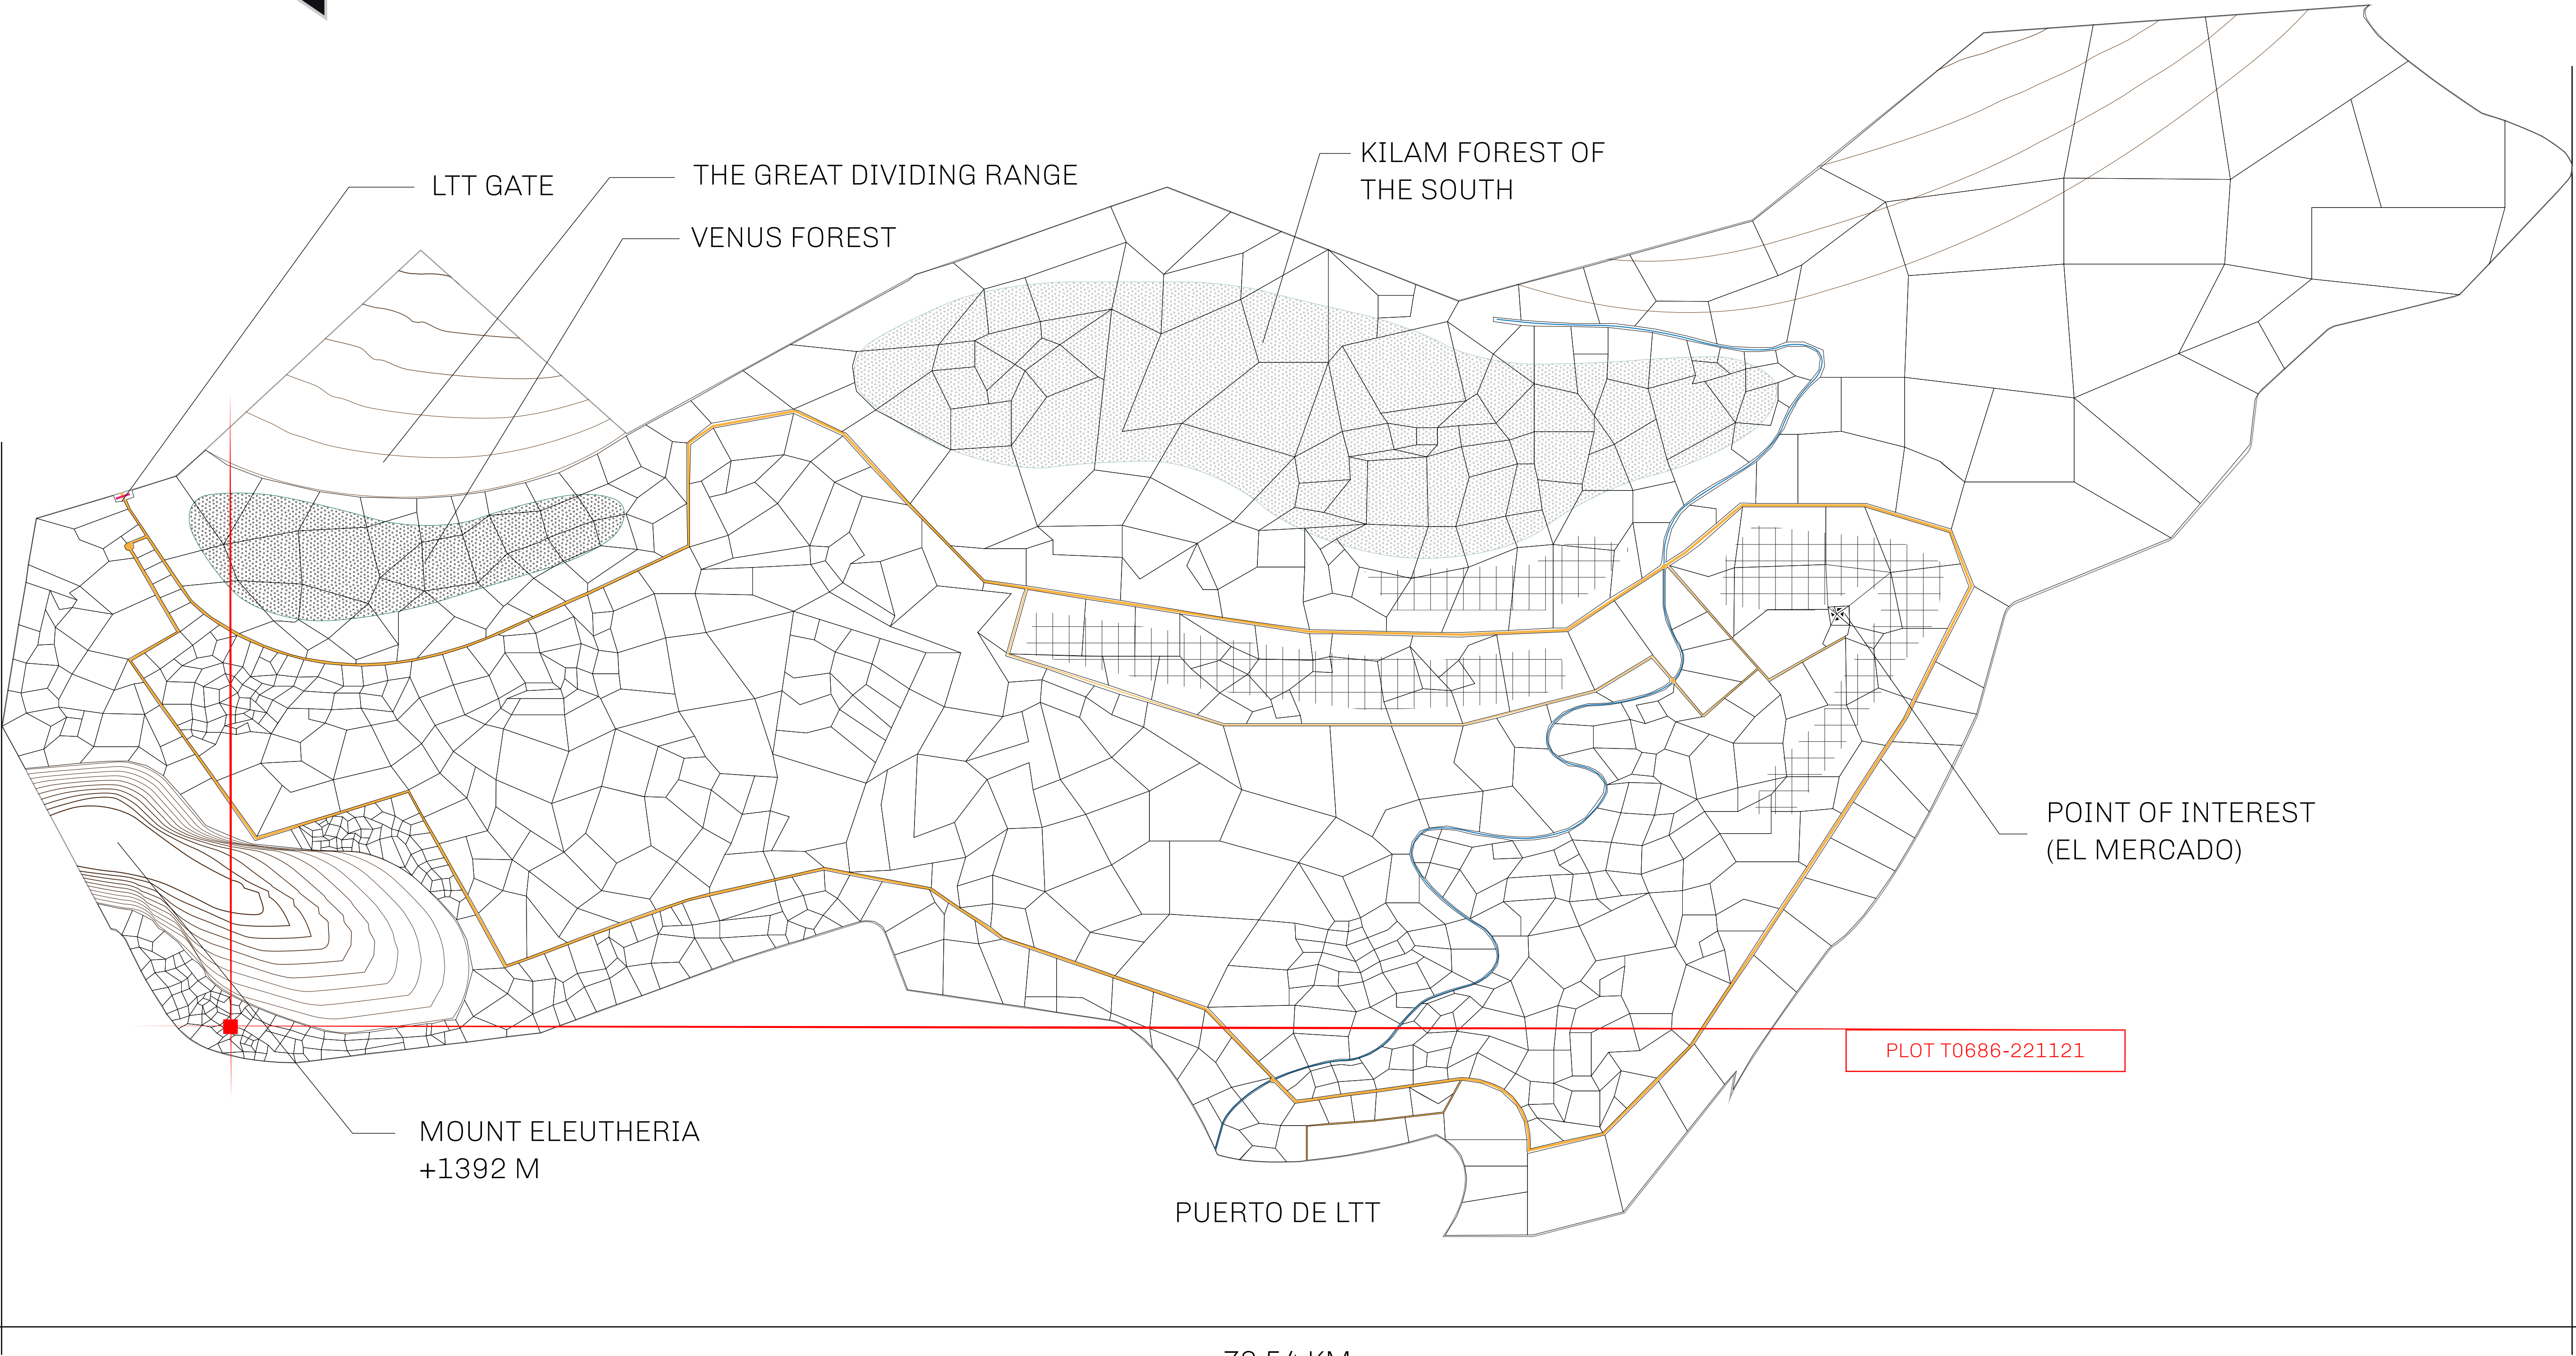 KILAM FOREST OF
THE SOUTH
LTT GATE
THE GREAT DIVIDING RANGE
VENUS FOREST
POINT OF INTEREST
(EL MERCADO)
PLOT T0686-221121
MOUNT ELEUTHERIA
+1392 M
PUERTO DE LTT
KM